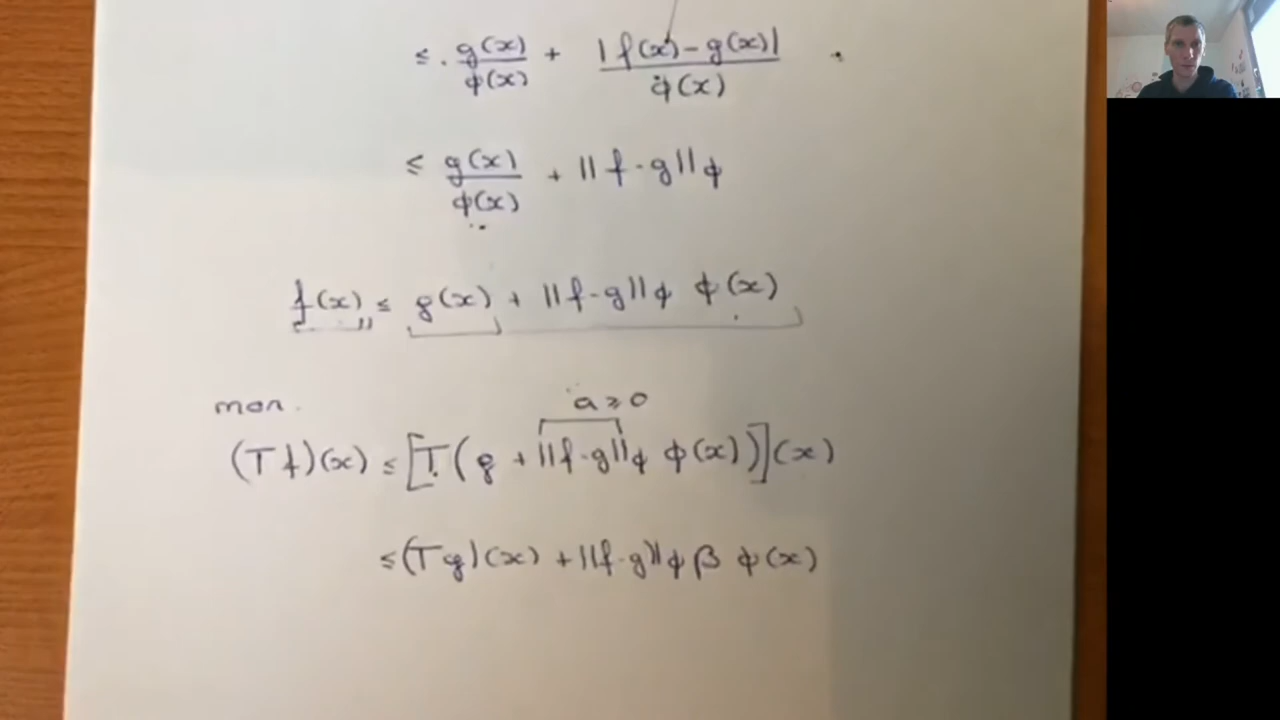 ≤ . g(x)/ϕ(x) + |f(x) - g(x)|/ϕ(x)
≤ g(x)/ϕ(x) + ||f - g||ϕ
f(x) ≤ g(x) + ||f - g||ϕ ϕ(x)
mon. a ≥ 0
(Tf)(x) ≤ [T(g + ||f - g||ϕ ϕ(x))](x)
≤ (Tg)(x) + ||f - g||ϕ β ϕ(x)